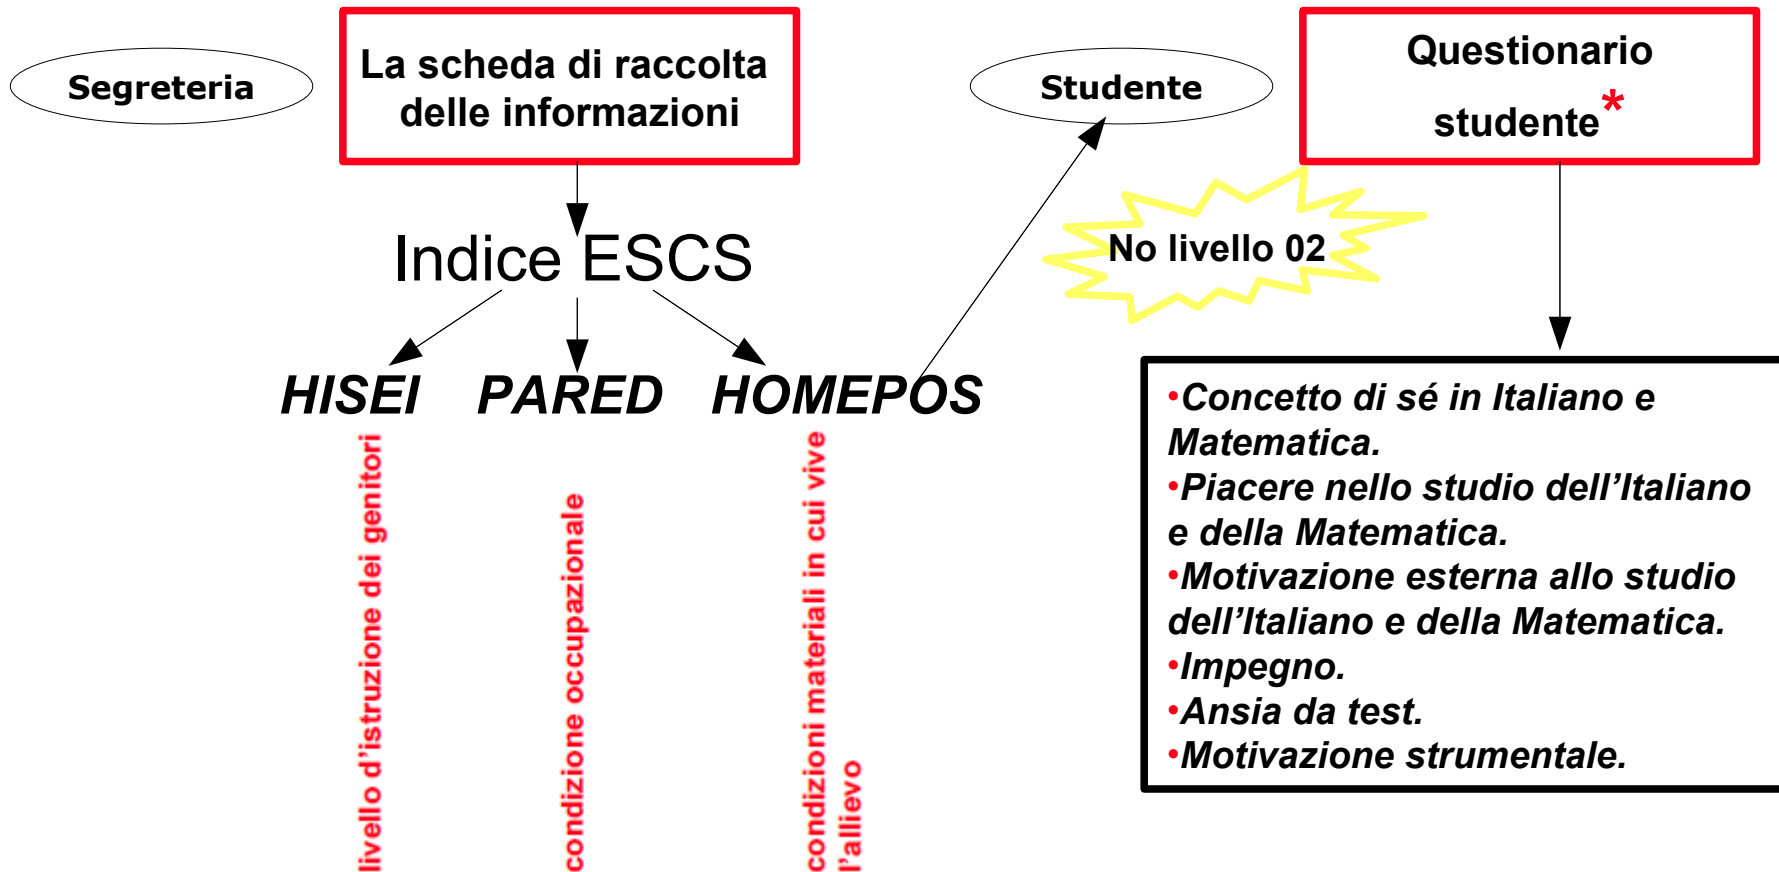 Segreteria
La scheda di raccolta
delle informazioni
Studente
Questionario
studente*
Indice ESCS
No livello 02
HISEI
PARED
HOMEPOS
livello d'istruzione dei genitori
condizione occupazionale
condizioni materiali in cui vive
l'allievo
•Concetto di sé in Italiano e
Matematica.
•Piacere nello studio dell’Italiano
e della Matematica.
•Motivazione esterna allo studio
dell’Italiano e della Matematica.
•Impegno.
•Ansia da test.
•Motivazione strumentale.